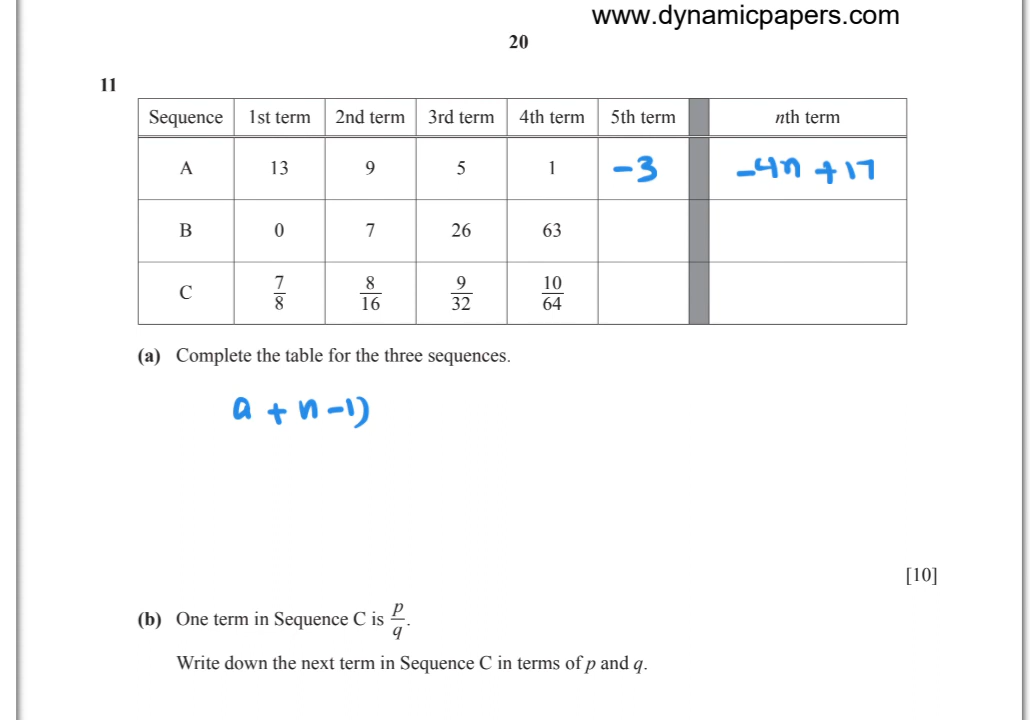 www.dynamicpapers.com
20
11
Sequence 1st term 2nd term 3rd term 4th term 5th term nth term
A 13 9 5 1 -3 -4n + 17
B 0 7 26 63
C 7/8 8/16 9/32 10/64
(a) Complete the table for the three sequences.
a + n - 1)
[10]
(b) One term in Sequence C is p/q.
Write down the next term in Sequence C in terms of p and q.